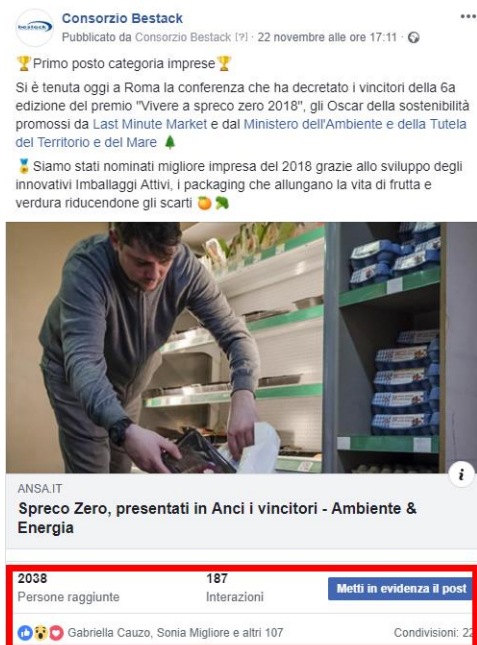 bestack
Consorzio Bestack
Pubblicato da Consorzio Bestack [?] · 22 novembre alle ore 17:11 ·
🏆Primo posto categoria imprese🏆
Si è tenuta oggi a Roma la conferenza che ha decretato i vincitori della 6a
edizione del premio "Vivere a spreco zero 2018", gli Oscar della sostenibilità
promossi da Last Minute Market e dal Ministero dell'Ambiente e della Tutela
del Territorio e del Mare 🌲
🏅Siamo stati nominati migliore impresa del 2018 grazie allo sviluppo degli
innovativi Imballaggi Attivi, i packaging che allungano la vita di frutta e
verdura riducendone gli scarti 🍊🥦
i
ANSA.IT
Spreco Zero, presentati in Anci i vincitori - Ambiente &
Energia
2038 187
Persone raggiunte Interazioni Metti in evidenza il post
Gabriella Cauzo, Sonia Migliore e altri 107 Condivisioni: 22